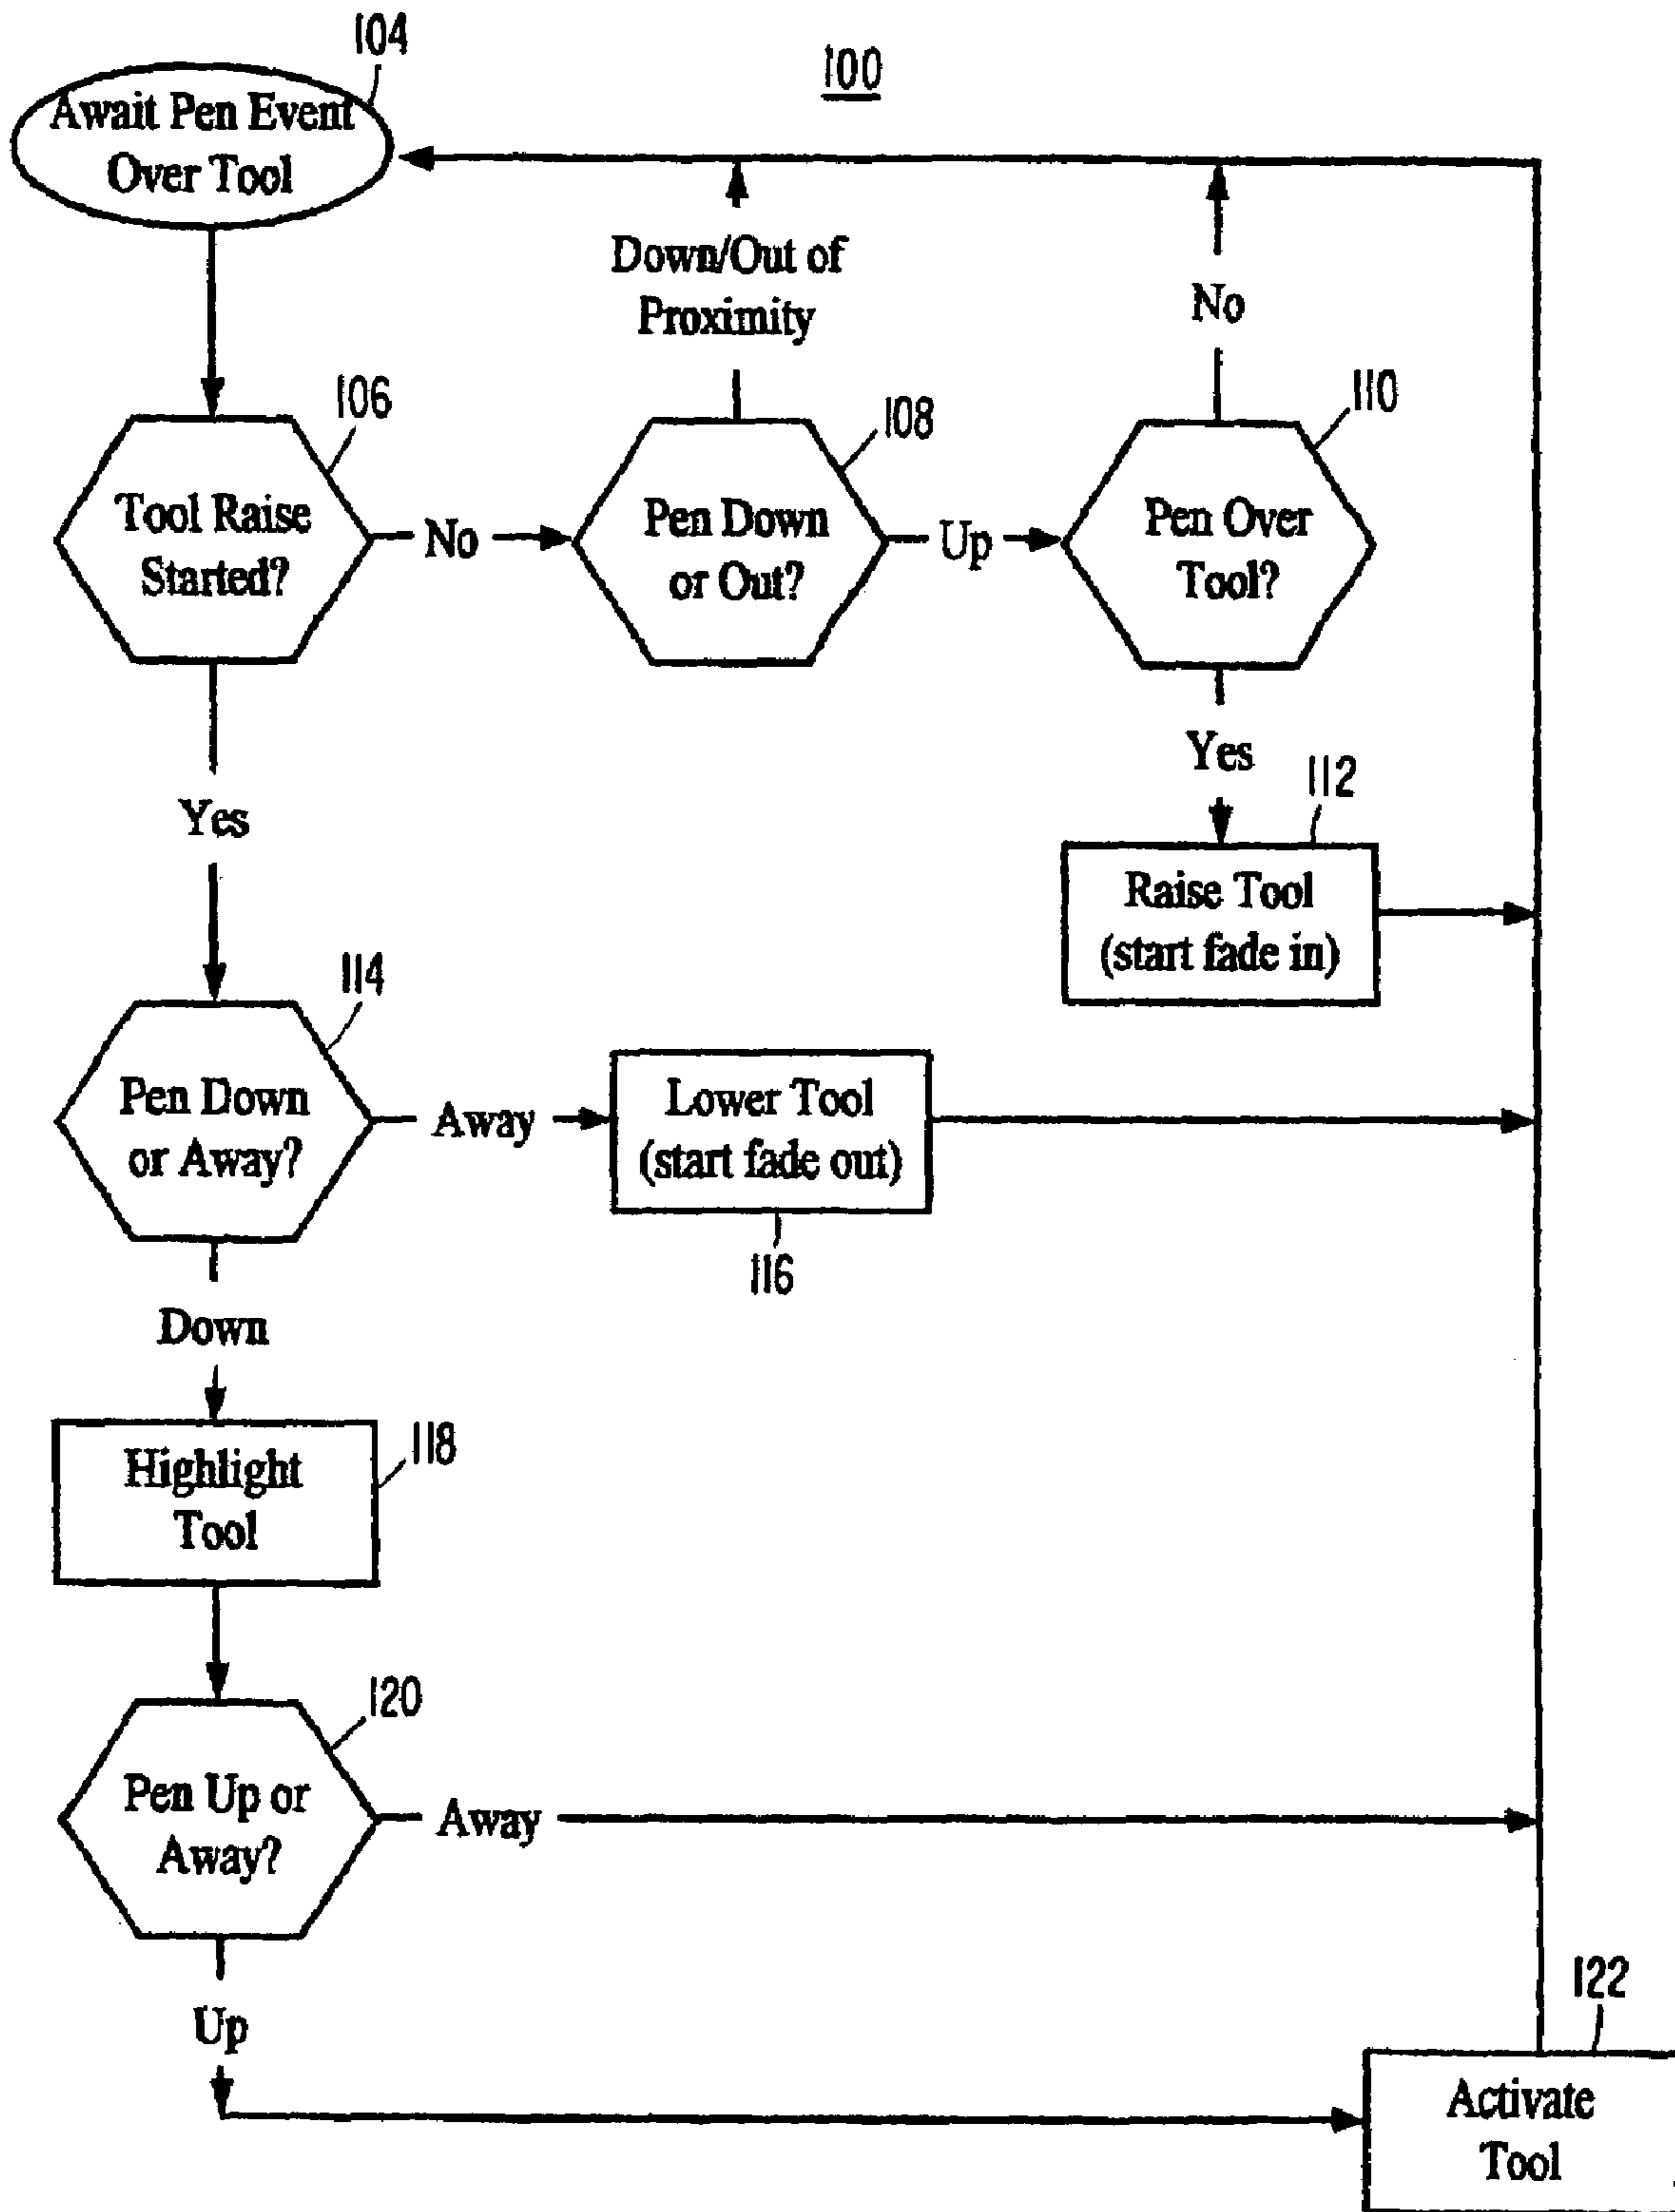 104
100
Await Pen Event
Over Tool
Down/Out of
Proximity
No
106
108
110
Tool Raise
Started?
No
Pen Down
or Out?
Up
Pen Over
Tool?
Yes
Yes
112
Raise Tool
(start fade in)
114
Pen Down
or Away?
Away
Lower Tool
(start fade out)
116
Down
118
Highlight
Tool
120
Pen Up or
Away?
Away
Up
122
Activate
Tool